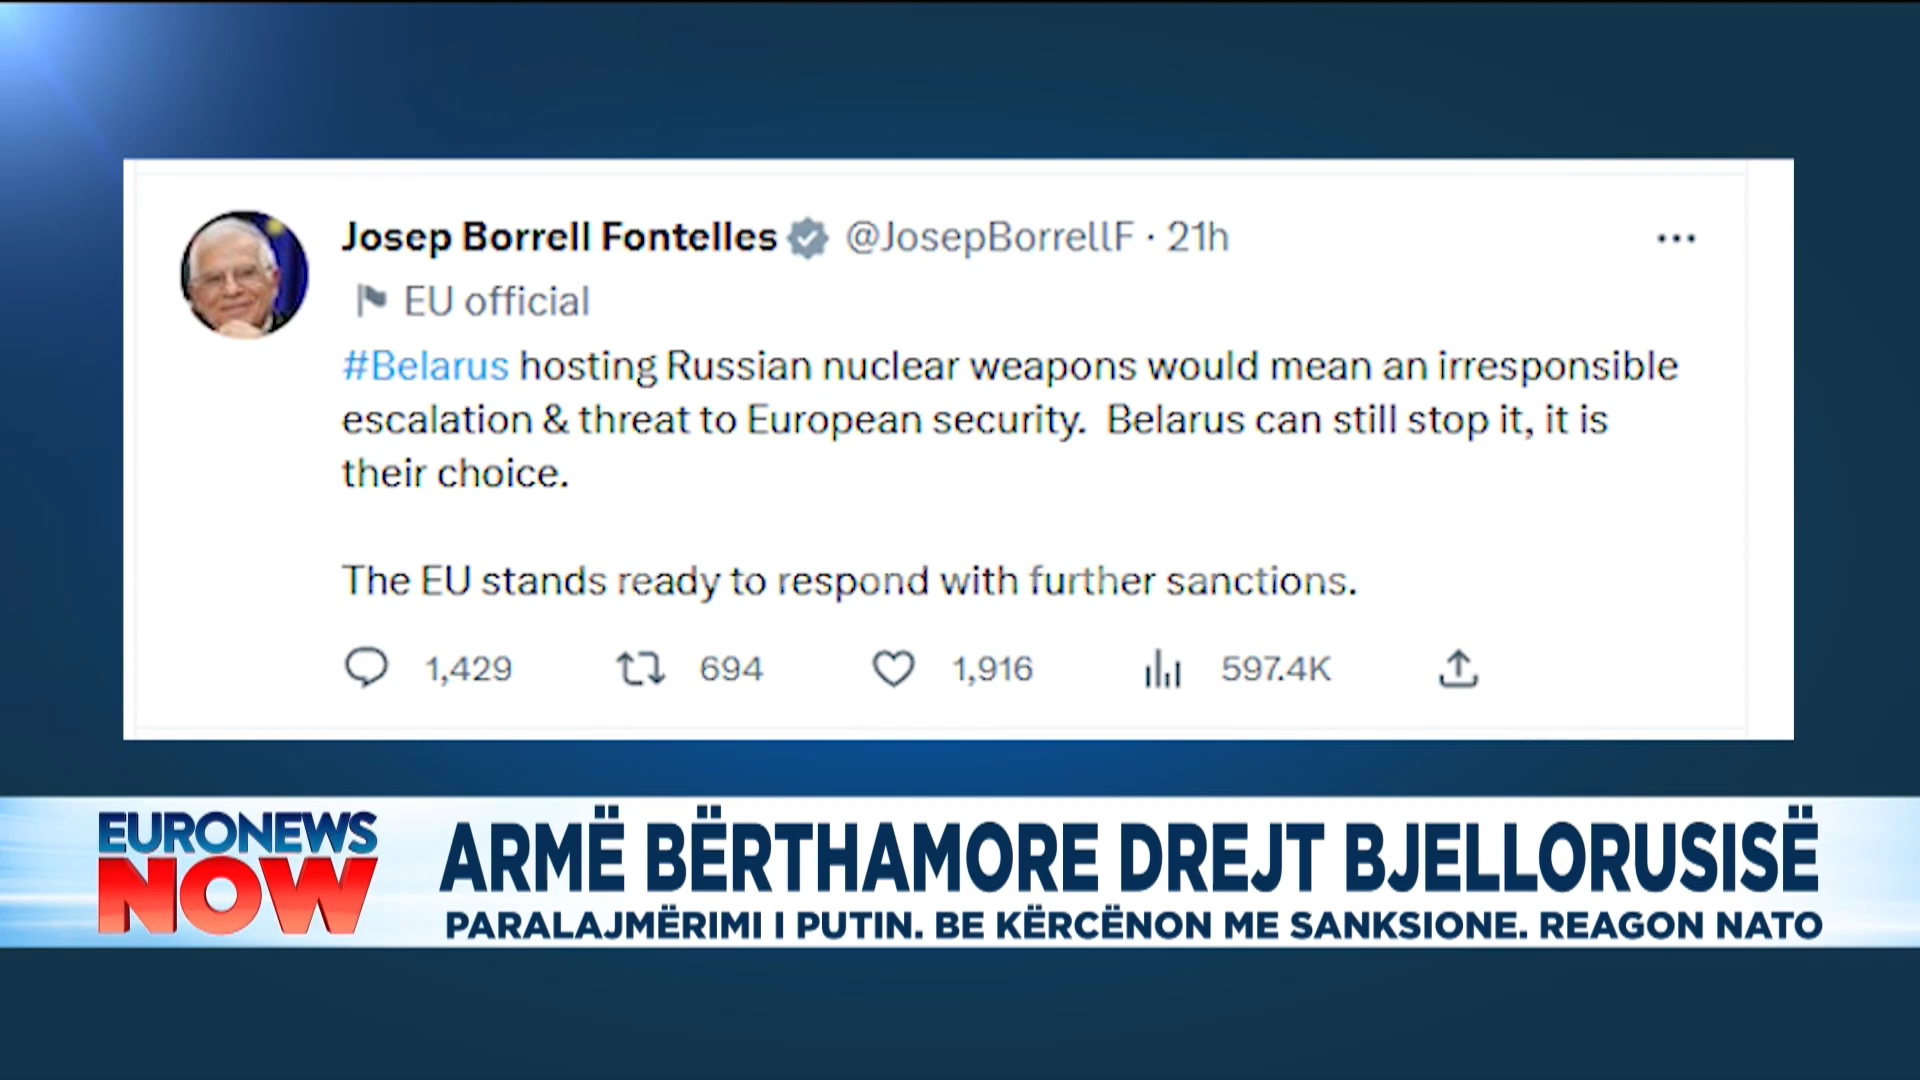 Josep Borrell Fontelles @JosepBorrellF · 21h
EU official
#Belarus hosting Russian nuclear weapons would mean an irresponsible
escalation & threat to European security. Belarus can still stop it, it is
their choice.
The EU stands ready to respond with further sanctions.
1,429 694 1,916 597.4K
EURONEWS
NOW
ARMË BËRTHAMORE DREJT BJELLORUSISË
PARALAJMËRIMI I PUTIN. BE KËRCËNON ME SANKSIONE. REAGON NATO